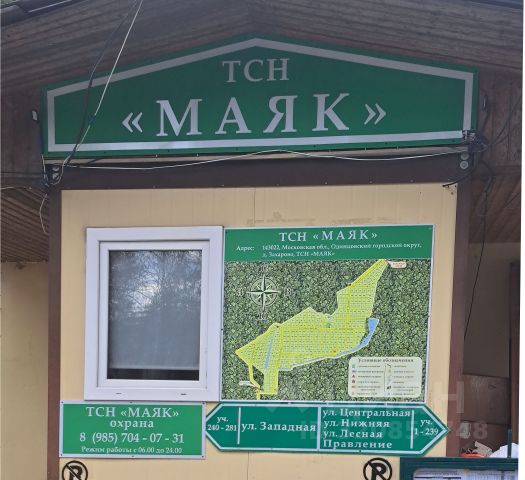 ТСН
«МАЯК»
ТСН «МАЯК»
Адрес: 143022, Московская обл., Одинцовский городской округ,
д. Захарово, ТСН «МАЯК»
Условные обозначения
ТСН «МАЯК»
охрана
8 (985) 704 - 07 - 31
Режим работы с 06.00 до 24.00
уч.
240 - 281
ул. Западная
ул. Центральная
ул. Нижняя
ул. Лесная
Правление
уч.
1 - 239